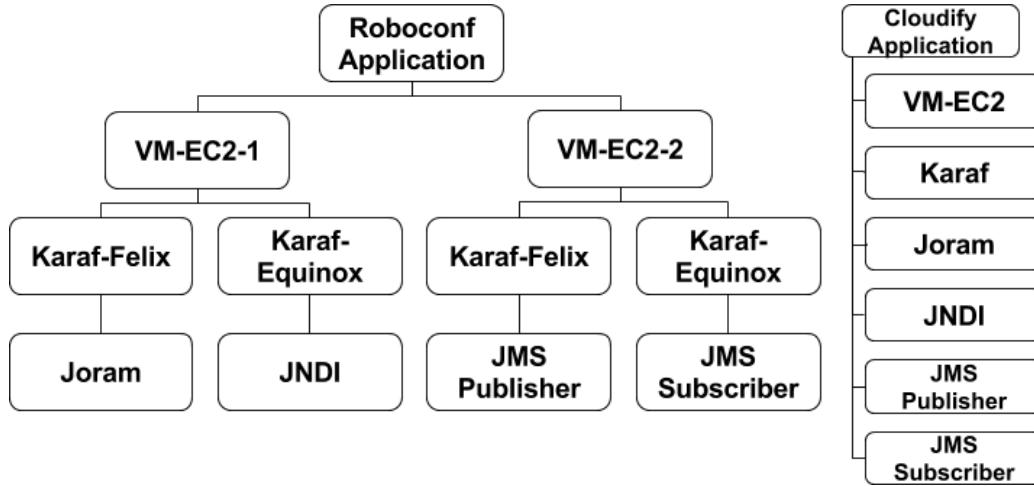 Roboconf
Application
VM-EC2-1
VM-EC2-2
Karaf-Felix
Karaf-
Equinox
Karaf-Felix
Karaf-
Equinox
Joram
JNDI
JMS
Publisher
JMS
Subscriber
Cloudify
Application
VM-EC2
Karaf
Joram
JNDI
JMS
Publisher
JMS
Subscriber